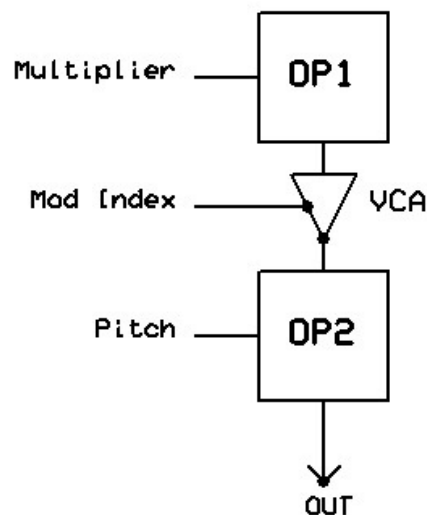 OP1
Multiplier
Mod Index
VCA
Pitch
OP2
OUT